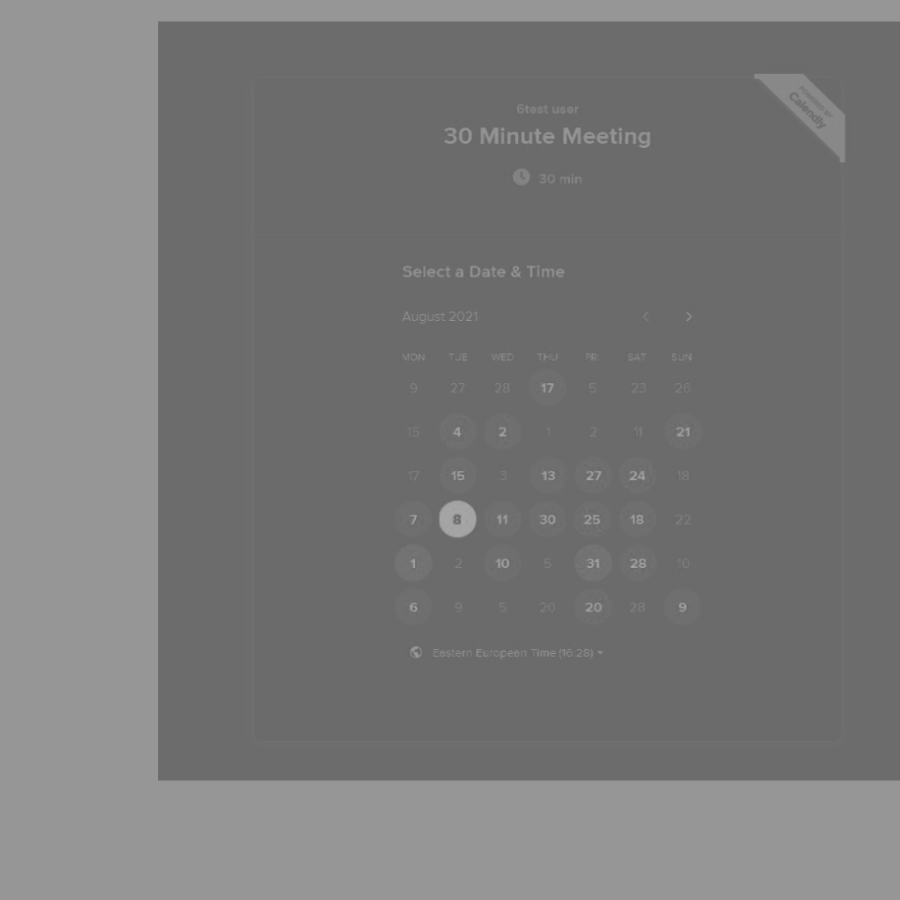 6test user
30 Minute Meeting
30 min
Calendly
Select a Date & Time
August 2021
MON TUE WED THU FRI SAT SUN
9 27 28 17 5 23 26
15 4 2 1 2 11 21
17 15 3 13 27 24 18
7 8 11 30 25 18 22
1 2 10 5 31 28 10
6 9 5 20 20 28 9
Eastern European Time (16:28)